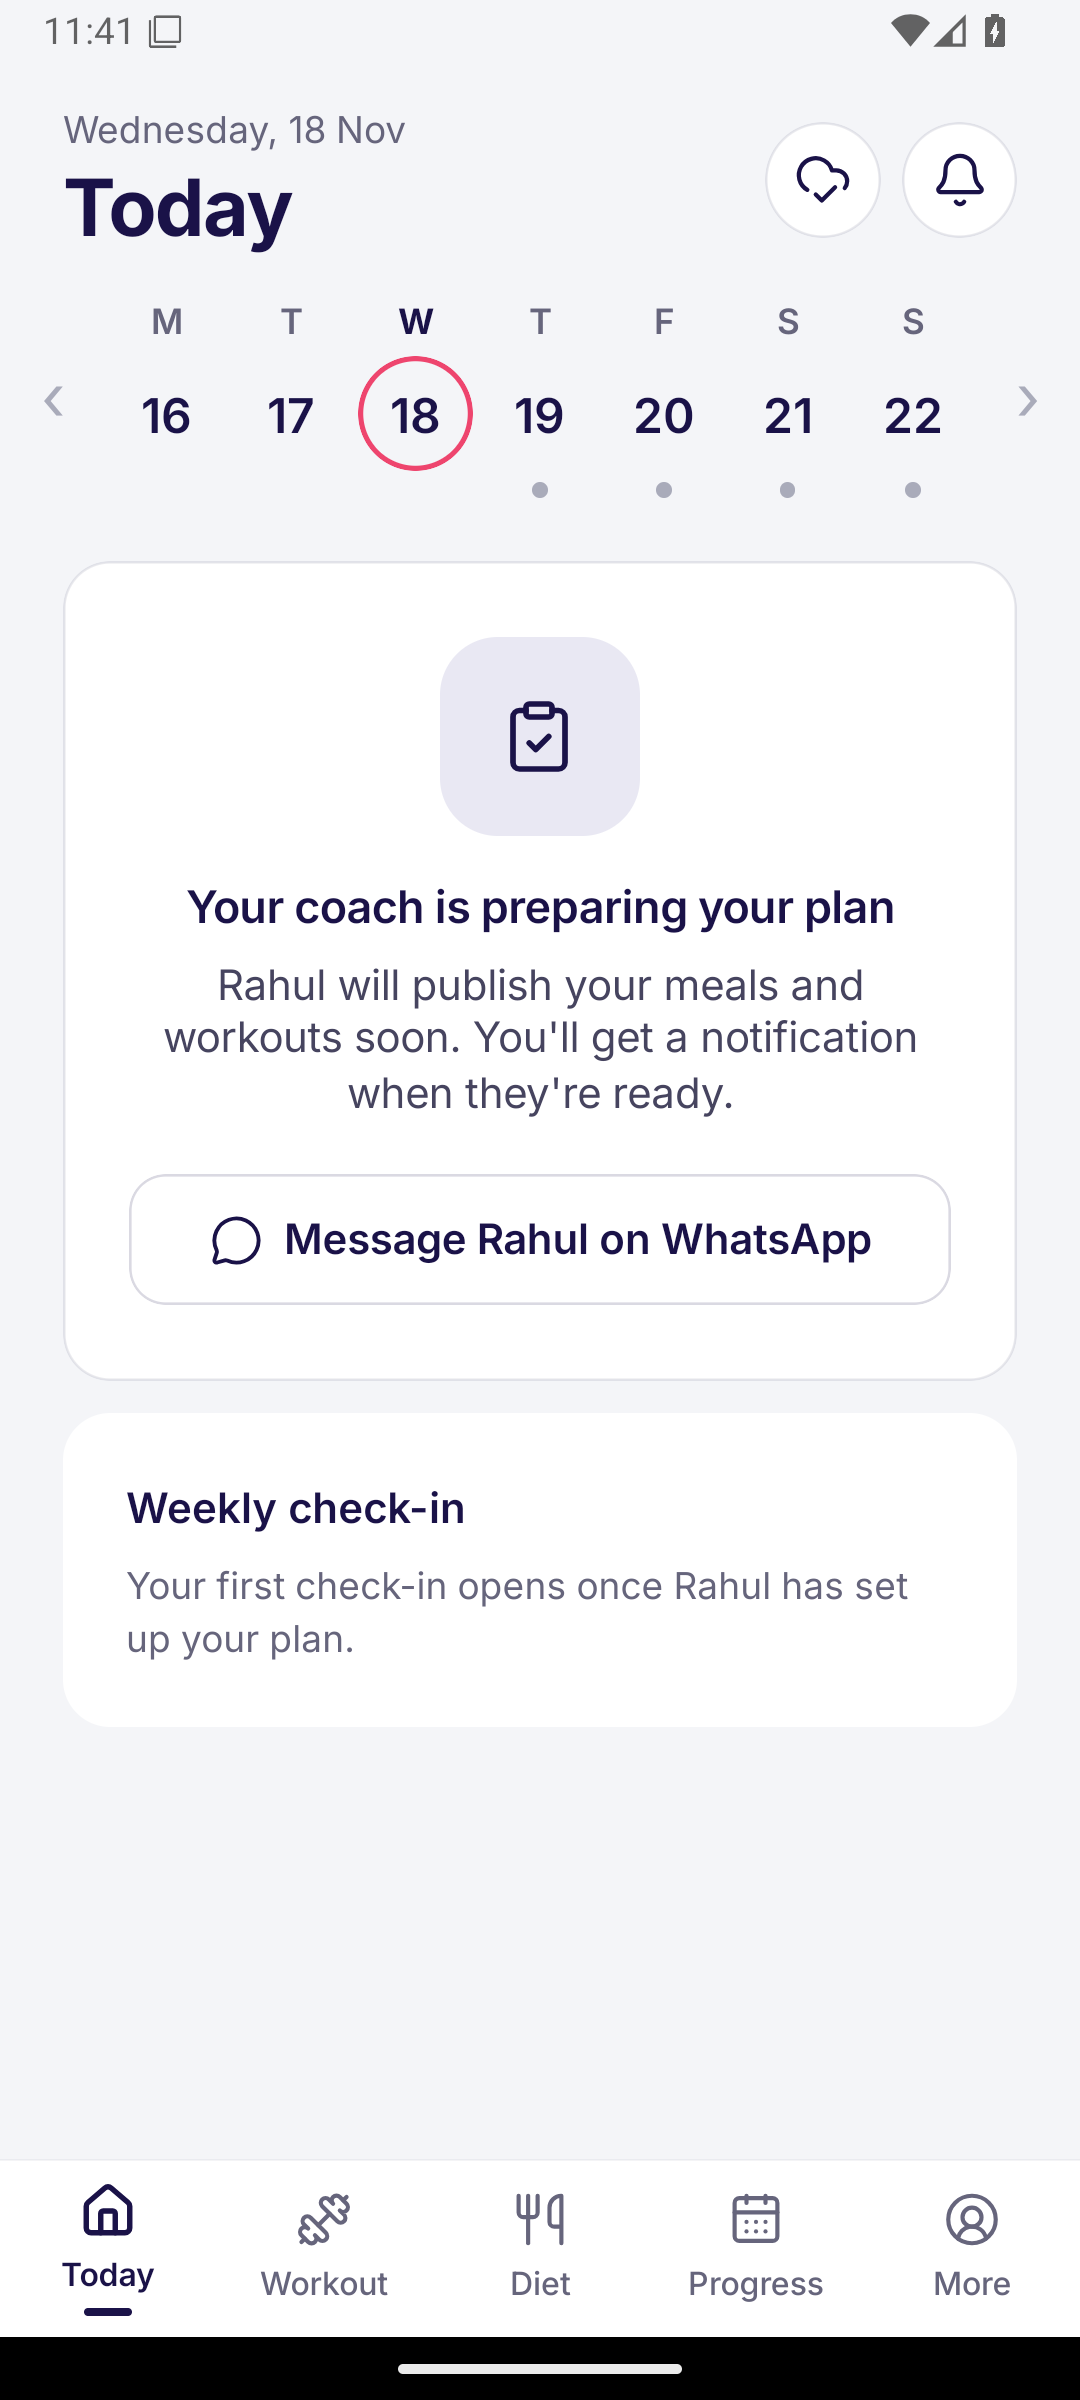 11:41
Wednesday, 18 Nov
Today
M T W T F S S
16 17 18 19 20 21 22
Your coach is preparing your plan
Rahul will publish your meals and
workouts soon. You'll get a notification
when they're ready.
Message Rahul on WhatsApp
Weekly check-in
Your first check-in opens once Rahul has set
up your plan.
Today Workout Diet Progress More